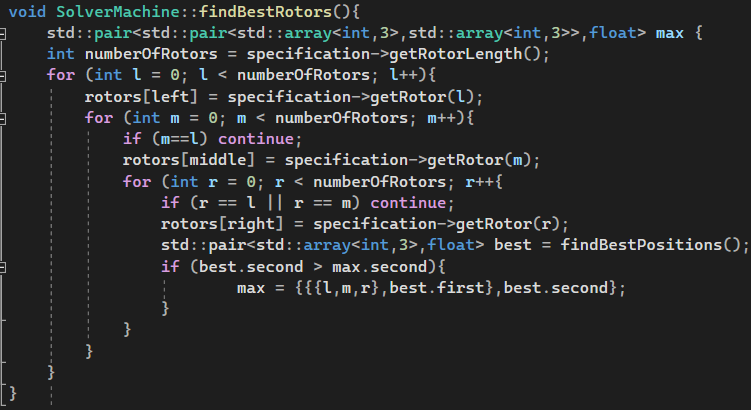 void SolverMachine::findBestRotors(){
    std::pair<std::pair<std::array<int,3>,std::array<int,3>>,float> max {
    int numberOfRotors = specification->getRotorLength();
    for (int l = 0; l < numberOfRotors; l++){
        rotors[left] = specification->getRotor(l);
        for (int m = 0; m < numberOfRotors; m++){
            if (m==l) continue;
            rotors[middle] = specification->getRotor(m);
            for (int r = 0; r < numberOfRotors; r++{
                if (r == l || r == m) continue;
                rotors[right] = specification->getRotor(r);
                std::pair<std::array<int,3>,float> best = findBestPositions();
                if (best.second > max.second){
                        max = {{{l,m,r},best.first},best.second};
                }
            }
        }
    }
}